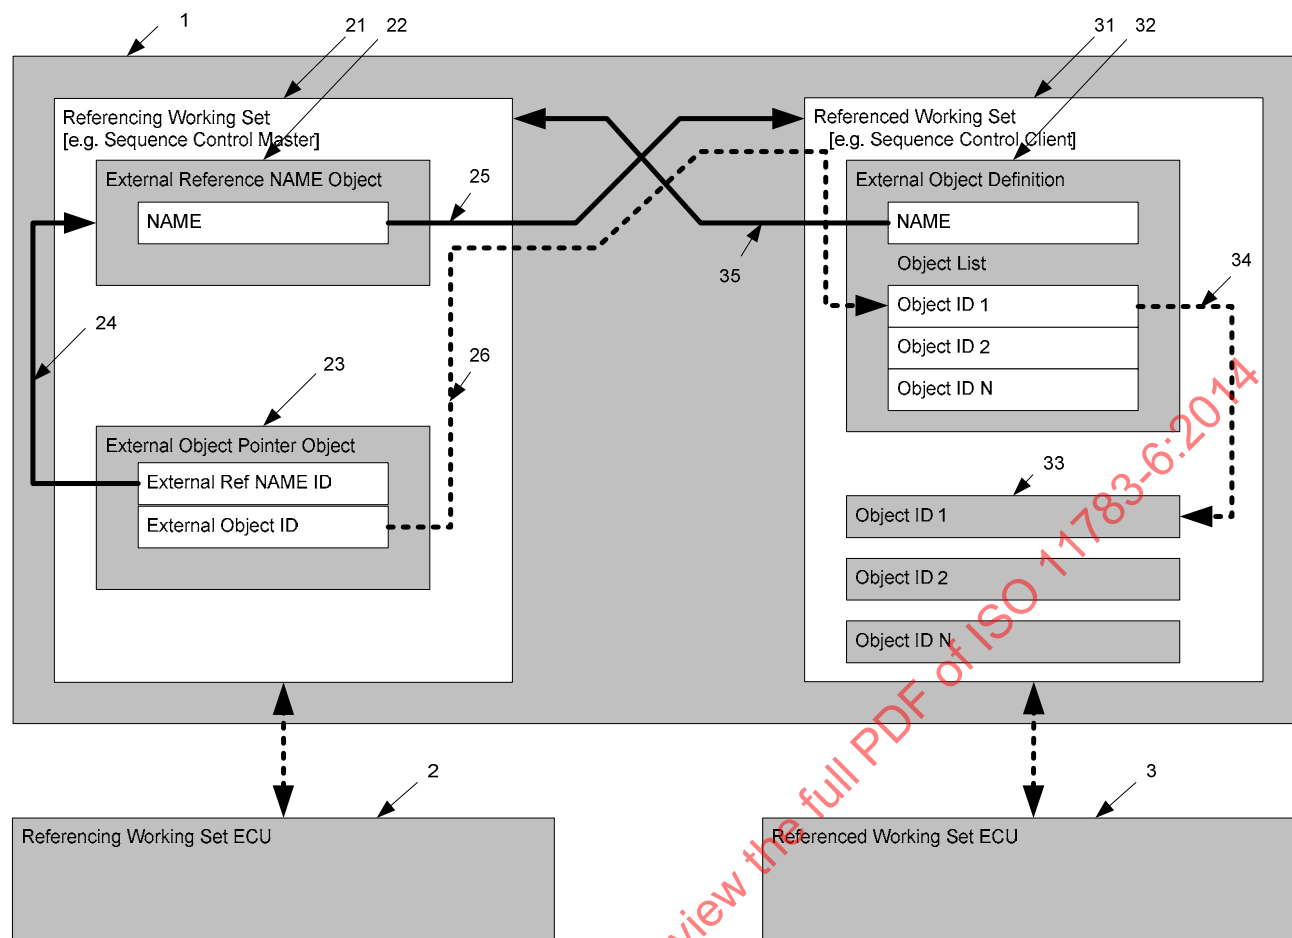 1
21
22
31
32
Referencing Working Set
[e.g. Sequence Control Master]
External Reference NAME Object
NAME
25
24
23
26
External Object Pointer Object
External Ref NAME ID
External Object ID
Referenced Working Set
[e.g. Sequence Control Client]
External Object Definition
NAME
35
Object List
34
Object ID 1
Object ID 2
Object ID N
33
Object ID 1
Object ID 2
Object ID N
2
Referencing Working Set ECU
3
Referenced Working Set ECU
view the full PDF of ISO 11783-6:2014